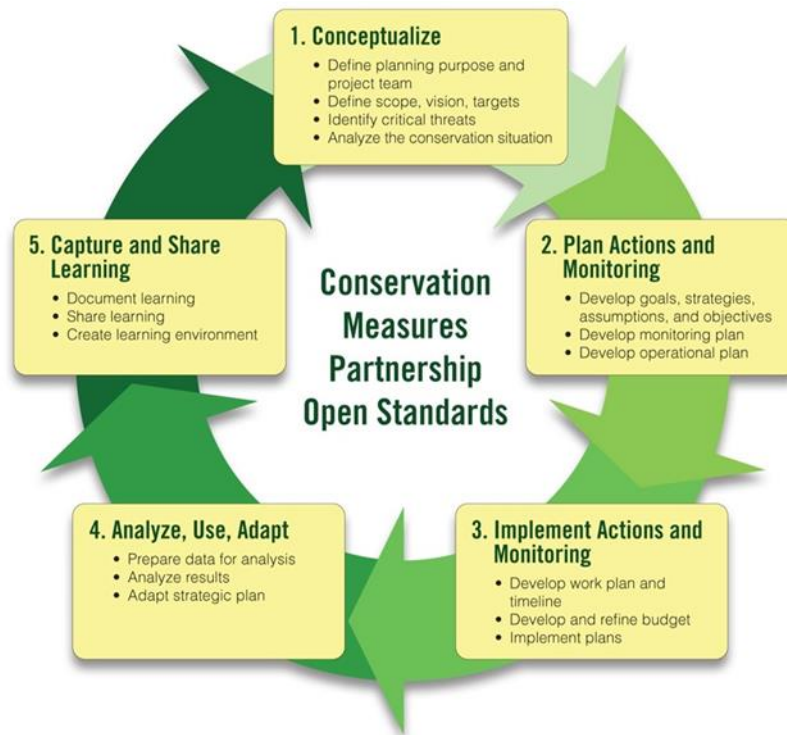 1. Conceptualize
• Define planning purpose and
project team
• Define scope, vision, targets
• Identify critical threats
• Analyze the conservation situation
2. Plan Actions and
Monitoring
• Develop goals, strategies,
assumptions, and objectives
• Develop monitoring plan
• Develop operational plan
3. Implement Actions and
Monitoring
• Develop work plan and
timeline
• Develop and refine budget
• Implement plans
4. Analyze, Use, Adapt
• Prepare data for analysis
• Analyze results
• Adapt strategic plan
5. Capture and Share
Learning
• Document learning
• Share learning
• Create learning environment
Conservation
Measures
Partnership
Open Standards